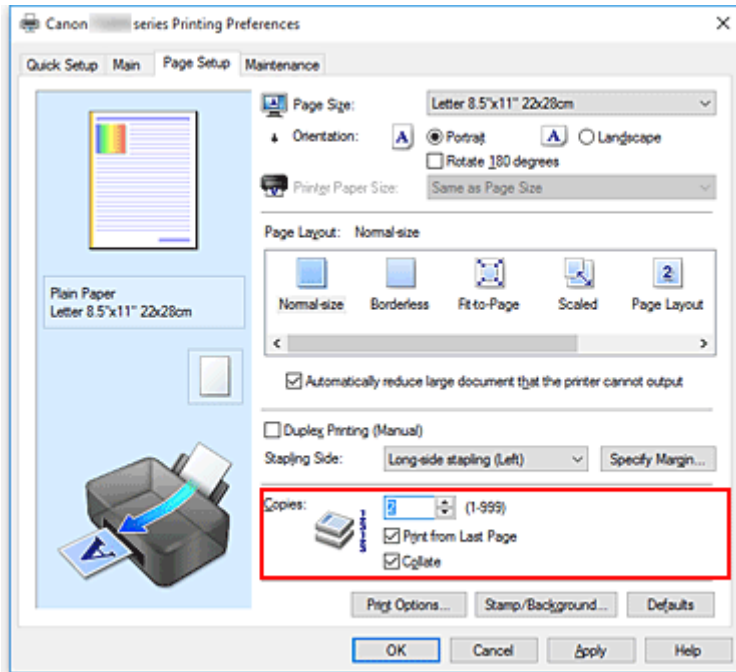 Canon series Printing Preferences
Quick Setup Main Page Setup Maintenance
Page Size: Letter 8.5"x11" 22x28cm
Orientation: A Portrait A Landscape
Rotate 180 degrees
Printer Paper Size: Same as Page Size
Page Layout: Normal-size
2
Normal-size Borderless Fit-to-Page Scaled Page Layout
Plain Paper
Letter 8.5"x11" 22x28cm
Automatically reduce large document that the printer cannot output
Duplex Printing (Manual)
Stapling Side: Long-side stapling (Left) Specify Margin...
Copies: 2 (1-999)
Print from Last Page
Collate
A
Print Options... Stamp/Background... Defaults
OK Cancel Apply Help